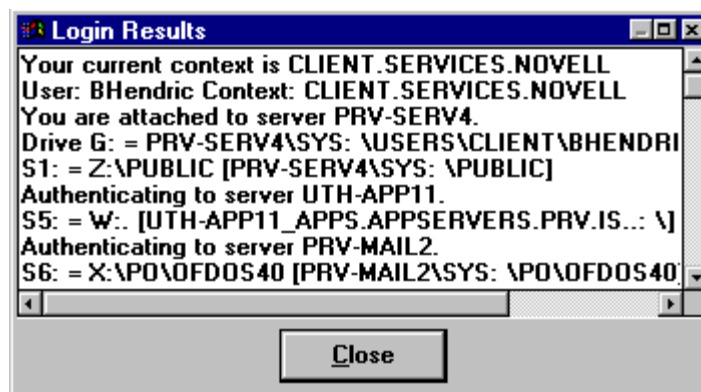 Login Results
Your current context is CLIENT.SERVICES.NOVELL
User: BHendric Context: CLIENT.SERVICES.NOVELL
You are attached to server PRV-SERV4.
Drive G: = PRV-SERV4\SYS: \USERS\CLIENT\BHENDRI
S1: = Z:\PUBLIC [PRV-SERV4\SYS: \PUBLIC]
Authenticating to server UTH-APP11.
S5: = W:. [UTH-APP11_APPS.APPSERVERS.PRV.IS..: \]
Authenticating to server PRV-MAIL2.
S6: = X:\PO\OFDOS40 [PRV-MAIL2\SYS: \PO\OFDOS40]
Close